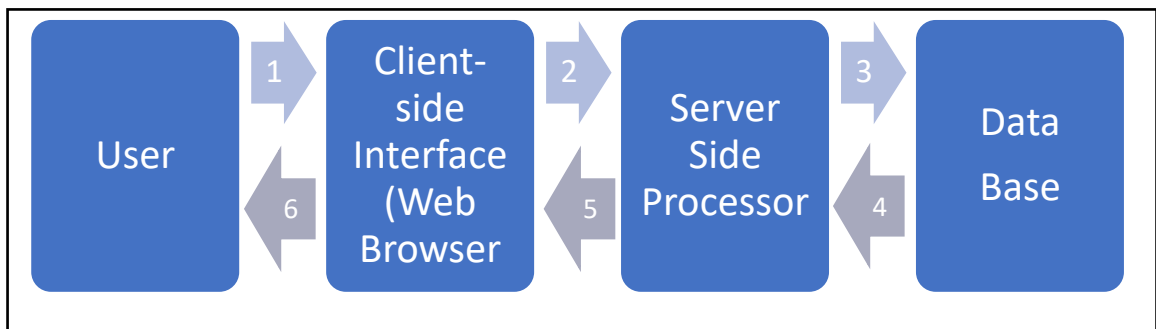 User
1
6
Client-
side
Interface
(Web
Browser
2
5
Server
Side
Processor
3
4
Data
Base